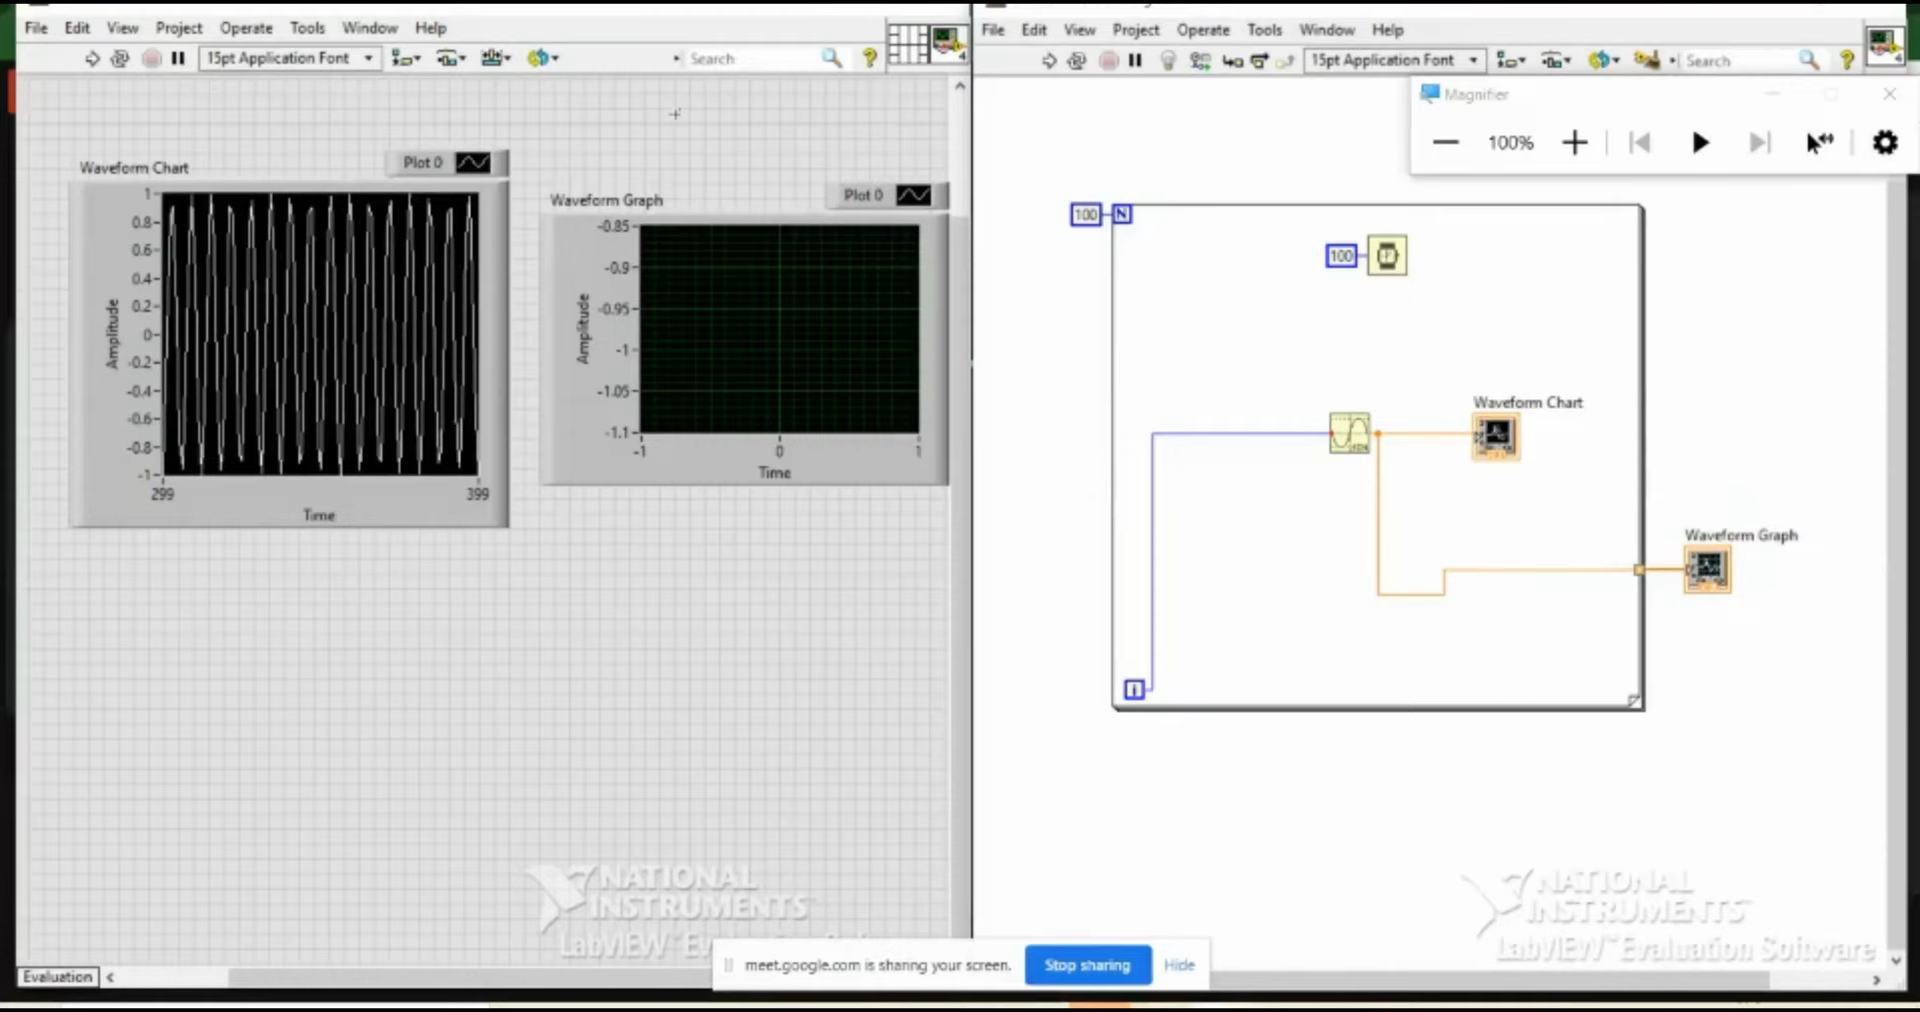 File Edit View Project Operate Tools Window Help
15pt Application Font
Search
Waveform Chart
Plot 0
1
0.8
0.6
0.4
0.2
0
-0.2
-0.4
-0.6
-0.8
-1
Amplitude
299 399
Time
Waveform Graph
Plot 0
-0.85
-0.9
-0.95
-1
-1.05
-1.1
Amplitude
-1 0 1
Time
NATIONAL
INSTRUMENTS
LabVIEW™ Ev
Evaluation
File Edit View Project Operate Tools Window Help
15pt Application Font
Search
Magnifier
100%
100 N
100
Waveform Chart
Waveform Graph
i
NATIONAL
INSTRUMENTS™
LabVIEW™ Evaluation Software
meet.google.com is sharing your screen. Stop sharing Hide